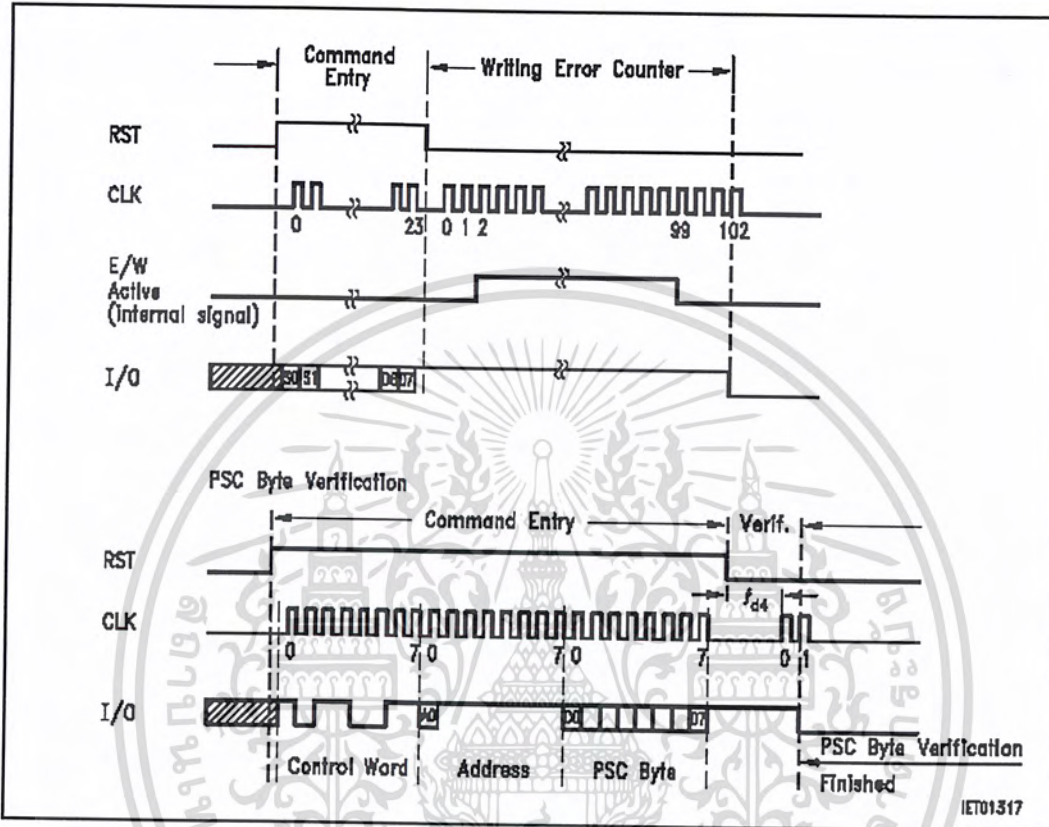 Command Entry
Writing Error Counter
RST
CLK
0 23 0 1 2 99 102
E/W
Active
(internal signal)
I/O S0 S1 D6 D7
PSC Byte Verification
Command Entry Verif.
RST
td4
CLK
0 7 0 7 0 7 0 1
I/O A0 D0 D7
Control Word Address PSC Byte
PSC Byte Verification
Finished
IET01317